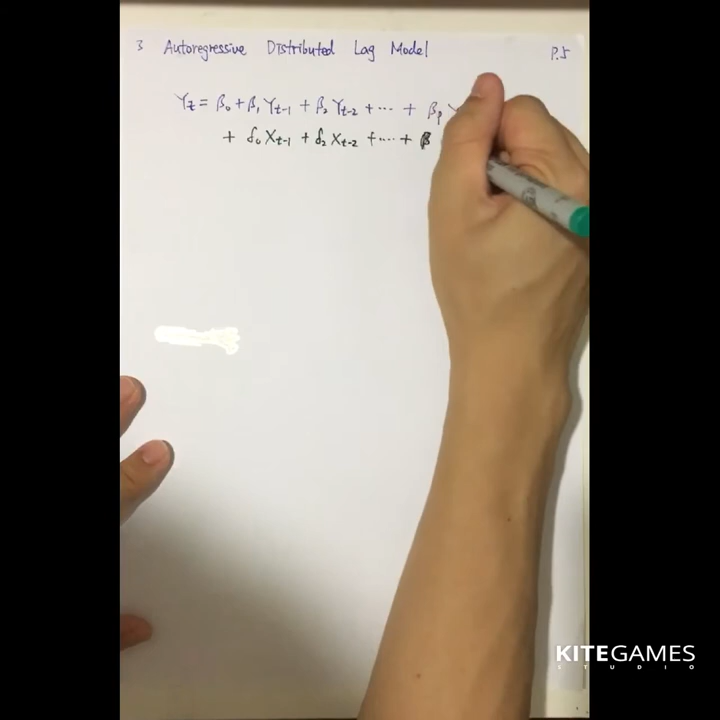 3 Autoregressive Distributed Lag Model P.5
Yt = β0 + β1 Yt-1 + β2 Yt-2 + ... + βp Y
+ δ0 Xt-1 + δ2 Xt-2 + ... + β
KITEGAMES
STUDIO